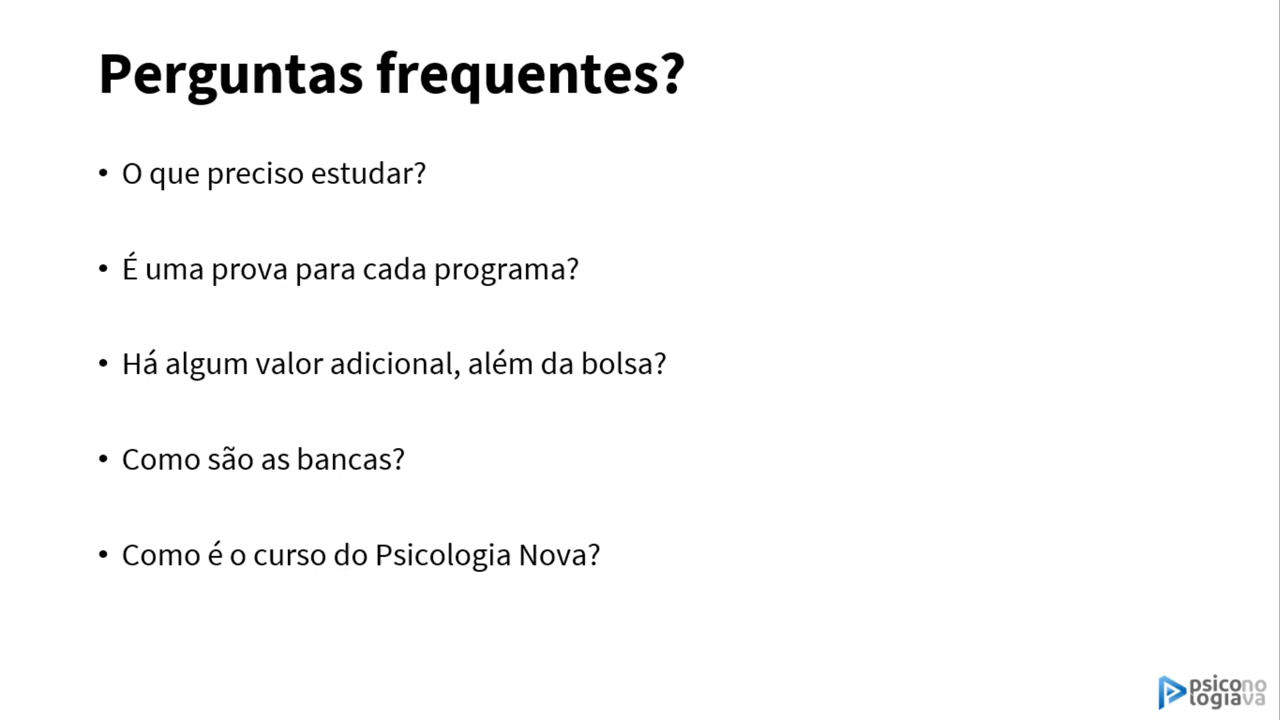 Perguntas frequentes?
• O que preciso estudar?
• É uma prova para cada programa?
• Há algum valor adicional, além da bolsa?
• Como são as bancas?
• Como é o curso do Psicologia Nova?
psicono
logiava